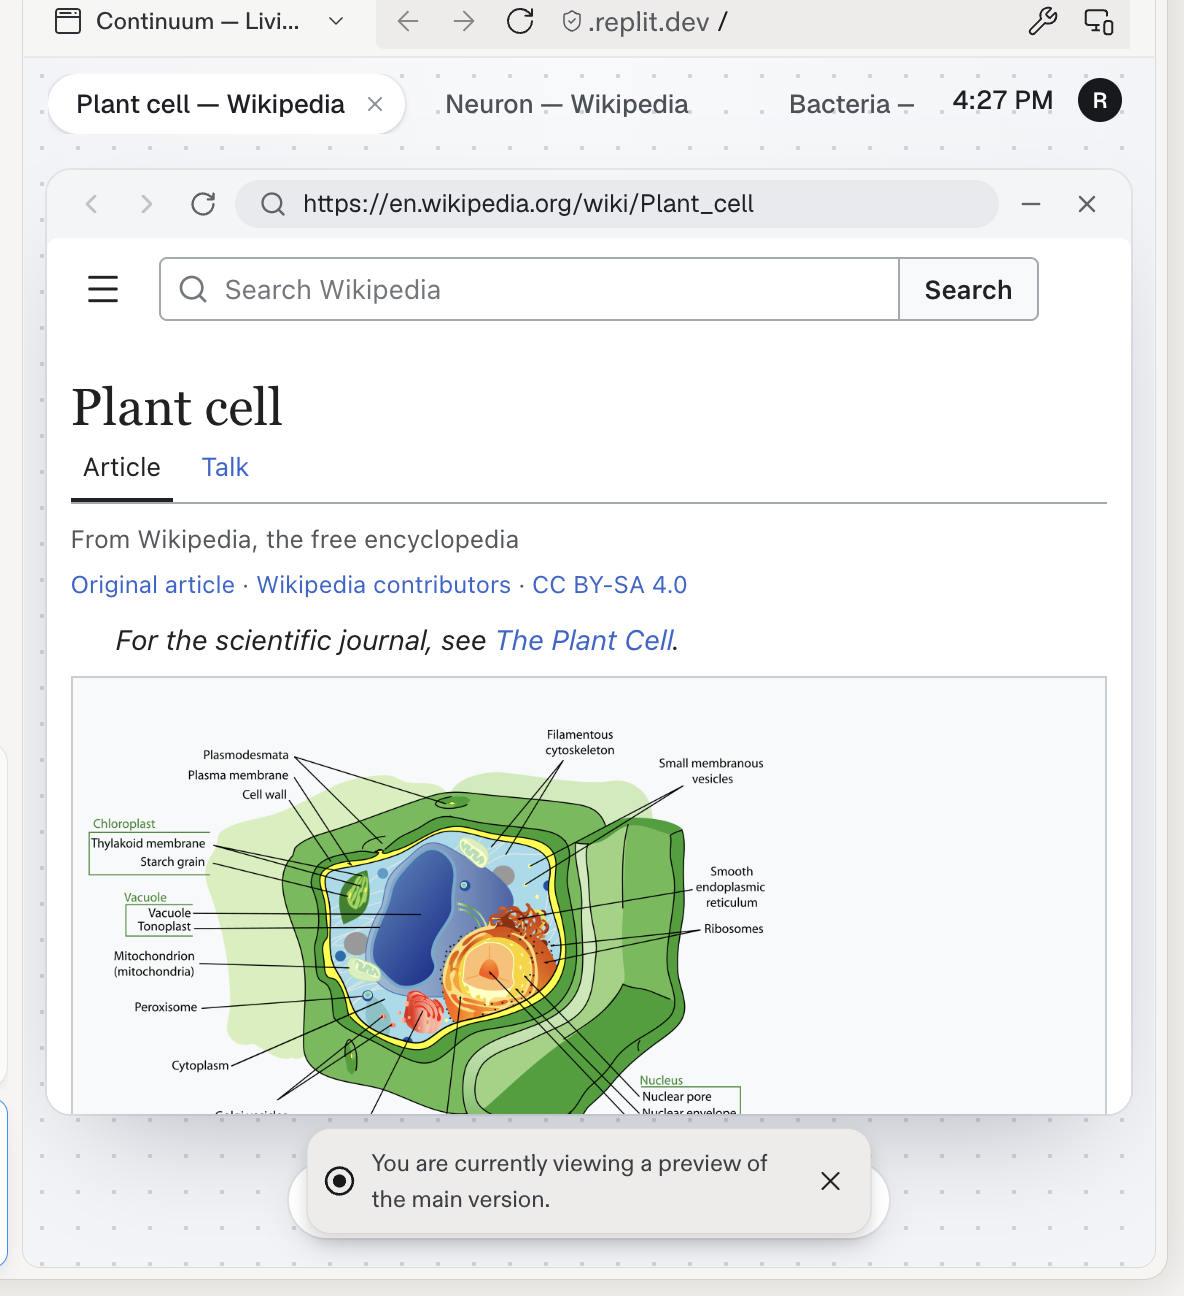 Continuum — Livi...
.replit.dev /
Plant cell — Wikipedia
Neuron — Wikipedia
Bacteria —
4:27 PM
R
https://en.wikipedia.org/wiki/Plant_cell
Search Wikipedia
Search
Plant cell
Article
Talk
From Wikipedia, the free encyclopedia
Original article · Wikipedia contributors · CC BY-SA 4.0
For the scientific journal, see The Plant Cell.
Filamentous
cytoskeleton
Plasmodesmata
Plasma membrane
Cell wall
Small membranous
vesicles
Chloroplast
Thylakoid membrane
Starch grain
Smooth
endoplasmic
reticulum
Vacuole
Vacuole
Tonoplast
Ribosomes
Mitochondrion
(mitochondria)
Peroxisome
Cytoplasm
Nucleus
Nuclear pore
Nuclear envelope
Golgi vesicles
You are currently viewing a preview of
the main version.